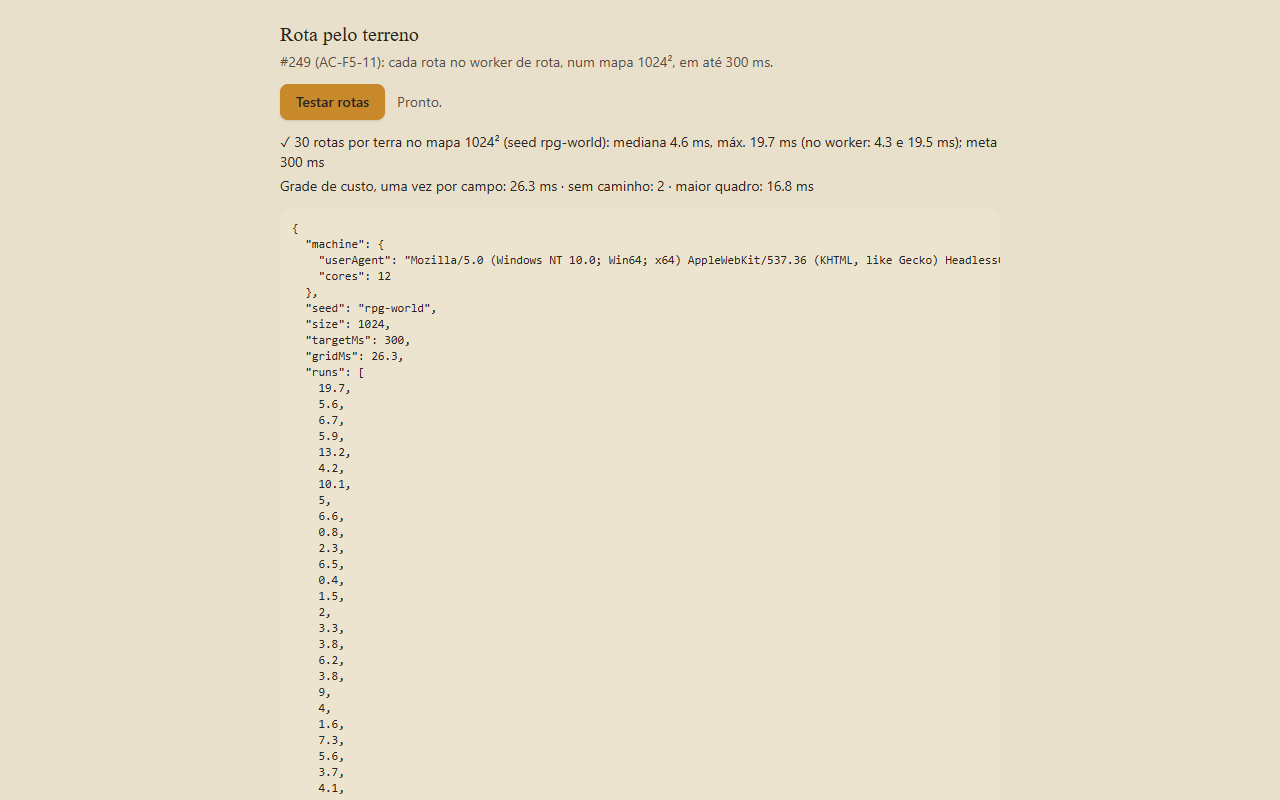 Rota pelo terreno
#249 (AC-F5-11): cada rota no worker de rota, num mapa 1024², em até 300 ms.
Testar rotas Pronto.
✓ 30 rotas por terra no mapa 1024² (seed rpg-world): mediana 4.6 ms, máx. 19.7 ms (no worker: 4.3 e 19.5 ms); meta
300 ms
Grade de custo, uma vez por campo: 26.3 ms · sem caminho: 2 · maior quadro: 16.8 ms
{
"machine": {
"userAgent": "Mozilla/5.0 (Windows NT 10.0; Win64; x64) AppleWebKit/537.36 (KHTML, like Gecko) Headless
"cores": 12
},
"seed": "rpg-world",
"size": 1024,
"targetMs": 300,
"gridMs": 26.3,
"runs": [
19.7,
5.6,
6.7,
5.9,
13.2,
4.2,
10.1,
5,
6.6,
0.8,
2.3,
6.5,
0.4,
1.5,
2,
3.3,
3.8,
6.2,
3.8,
9,
4,
1.6,
7.3,
5.6,
3.7,
4.1,